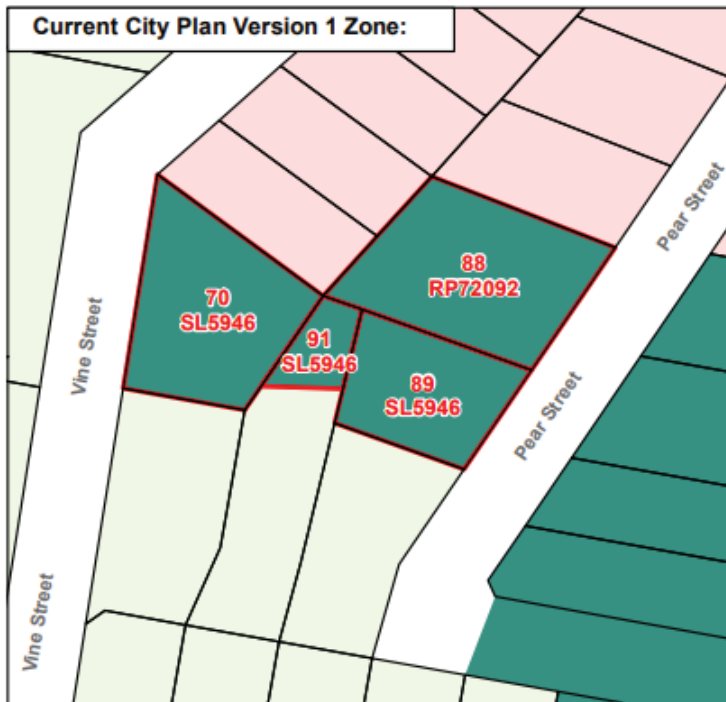 Current City Plan Version 1 Zone:
Pear Street
88
RP72092
70
SL5946
91
SL5946
Vine Street
89
SL5946
Pear Street
Vine Street